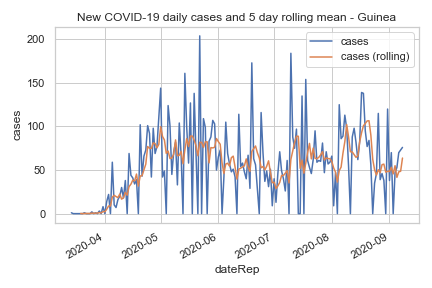 New COVID-19 daily cases and 5 day rolling mean - Guinea
cases
cases (rolling)
200
150
100
50
0
cases
2020-04
2020-05
2020-06
2020-07
2020-08
2020-09
dateRep